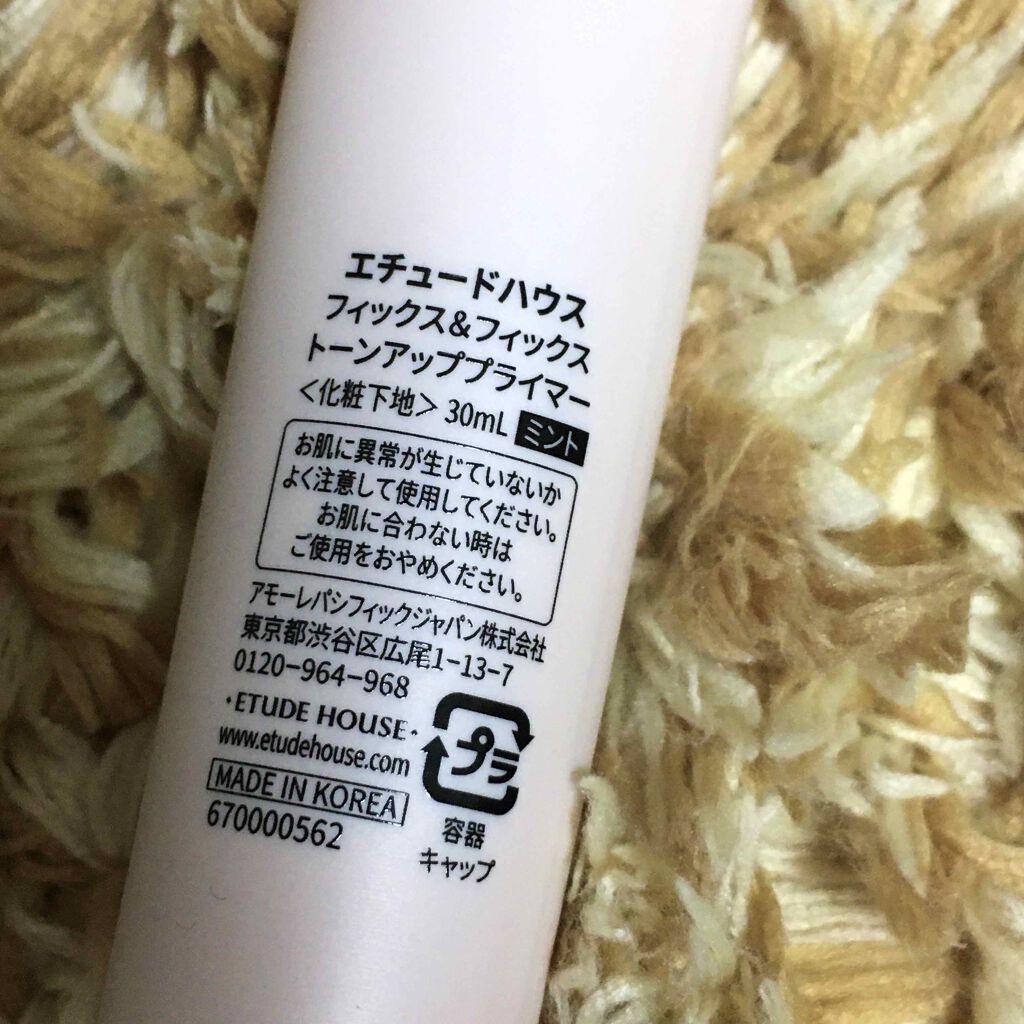 エチュードハウス
フィックス&フィックス
トーンアッププライマー
<化粧下地> 30mL ミント
お肌に異常が生じていないか
よく注意して使用してください。
お肌に合わない時は
ご使用をおやめください。
アモーレパシフィックジャパン株式会社
東京都渋谷区広尾1-13-7
0120-964-968
・ETUDE HOUSE・
www.etudehouse.com
MADE IN KOREA
670000562
プラ
容器
キャップ